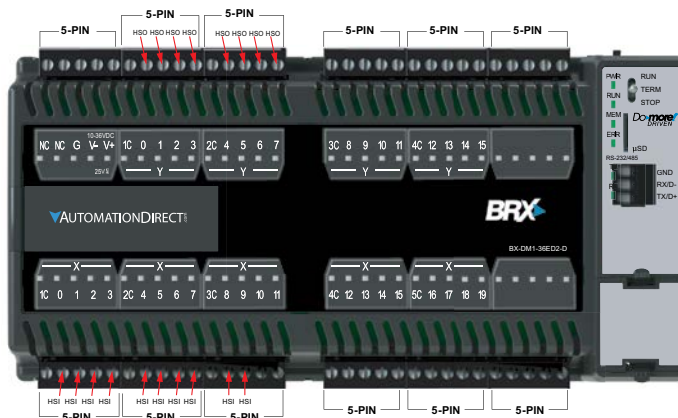 5-PIN 5-PIN 5-PIN 5-PIN 5-PIN 5-PIN
HSO HSO HSO HSO HSO HSO HSO HSO
PWR RUN
TERM
RUN STOP
MEM Do-more!
DRIVEN
ERR
µSD
RS-232/485
GND
RX/D-
TX/D+
10-36VDC
NC NC G V- V+ 1C 0 1 2 3 2C 4 5 6 7 3C 8 9 10 11 4C 12 13 14 15
25W Y Y Y Y
AUTOMATIONDIRECT BRX
BX-DM1-36ED2-D
X X X X X
1C 0 1 2 3 2C 4 5 6 7 3C 8 9 10 11 4C 12 13 14 15 5C 16 17 18 19
HSI HSI HSI HSI HSI HSI HSI HSI HSI HSI
5-PIN 5-PIN 5-PIN 5-PIN 5-PIN 5-PIN